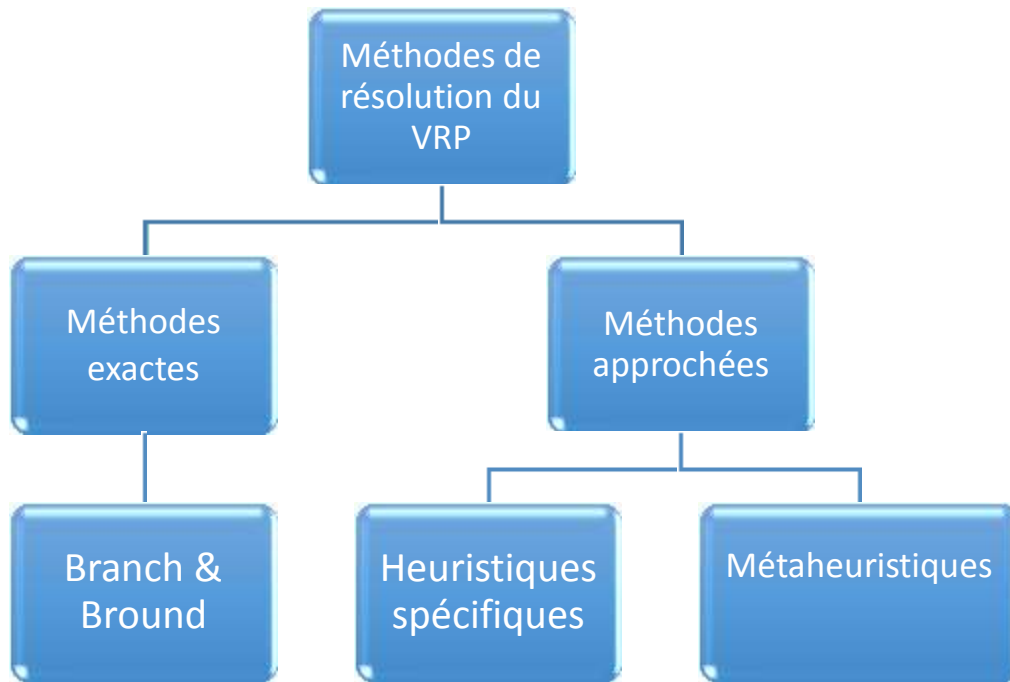 Méthodes de
résolution du
VRP
Méthodes
exactes
Méthodes
approchées
Branch &
Bround
Heuristiques
spécifiques
Métaheuristiques